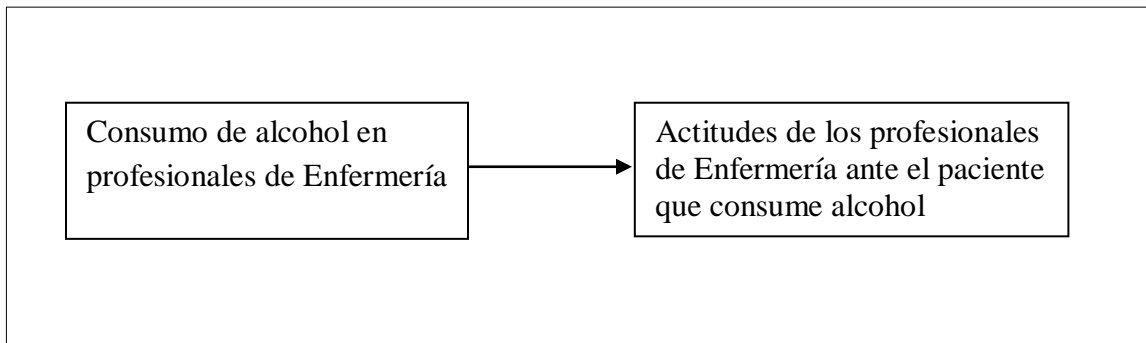 Consumo de alcohol en
profesionales de Enfermería
Actitudes de los profesionales
de Enfermería ante el paciente
que consume alcohol